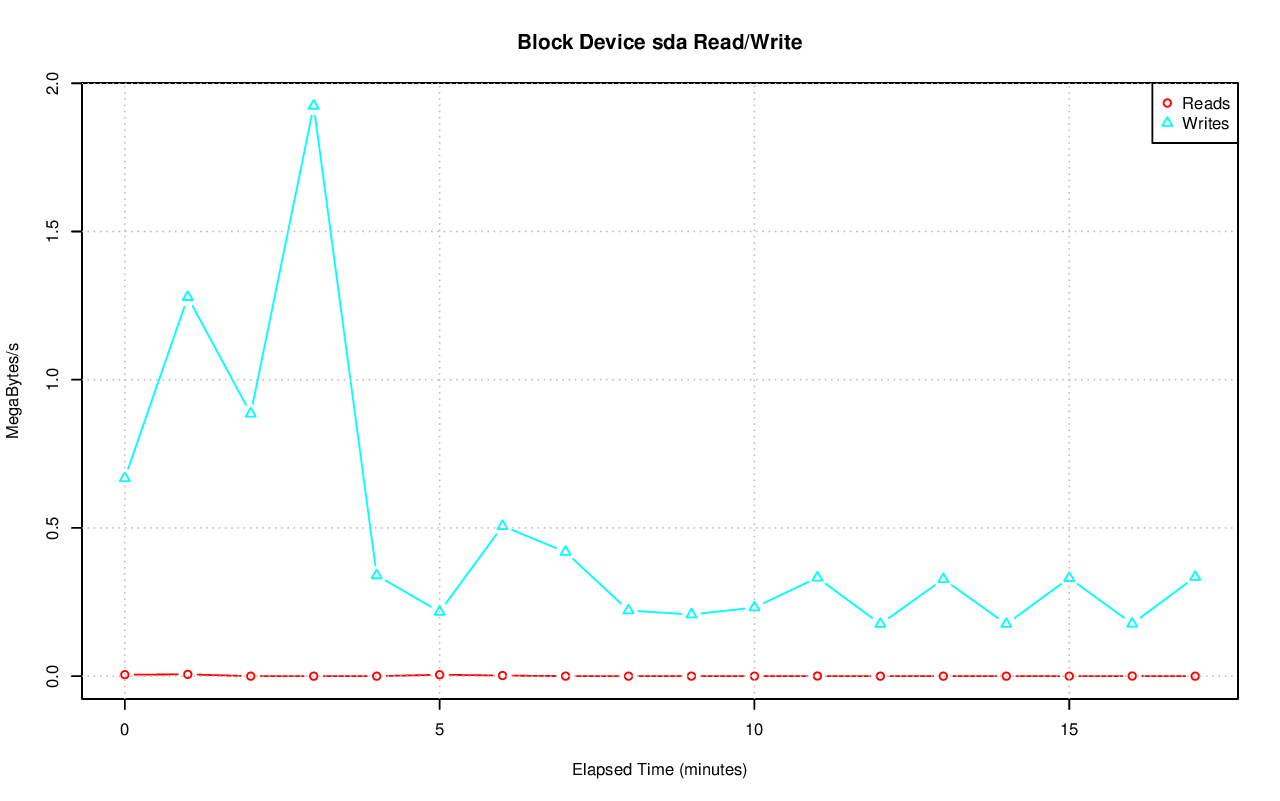 Block Device sda Read/Write
MegaBytes/s
2.0
1.5
1.0
0.5
0.0
Reads
Writes
0 5 10 15
Elapsed Time (minutes)